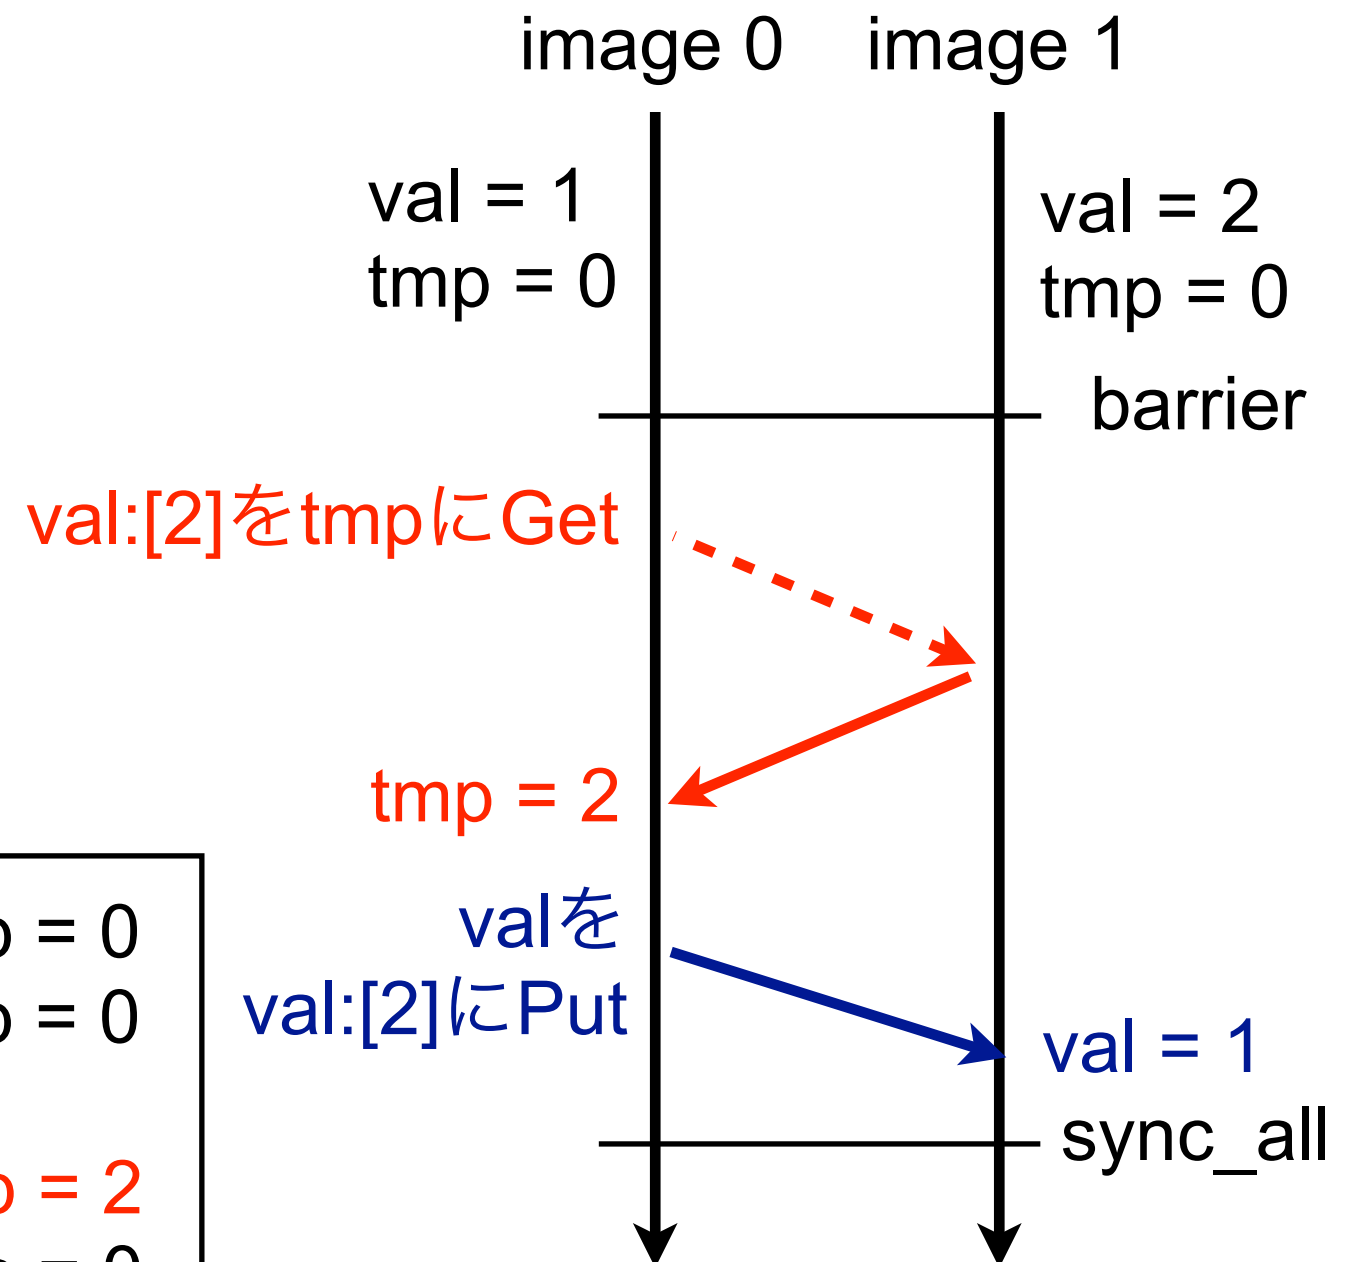 image 0 image 1
val = 1
tmp = 0
val = 2
tmp = 0
barrier
val:[2]をtmpにGet
tmp = 2
valを
val:[2]にPut
val = 1
sync_all
= 0
= 0
= 2